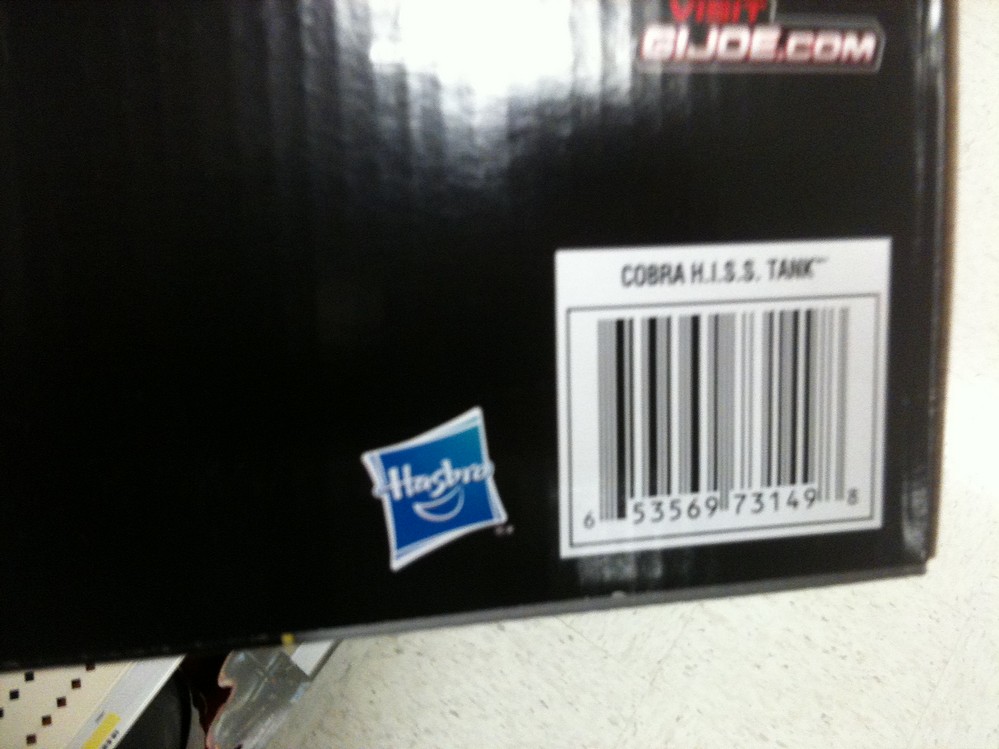 VISIT
GIJOE.COM
COBRA H.I.S.S. TANK™
6 53569 73149 8
Hasbro